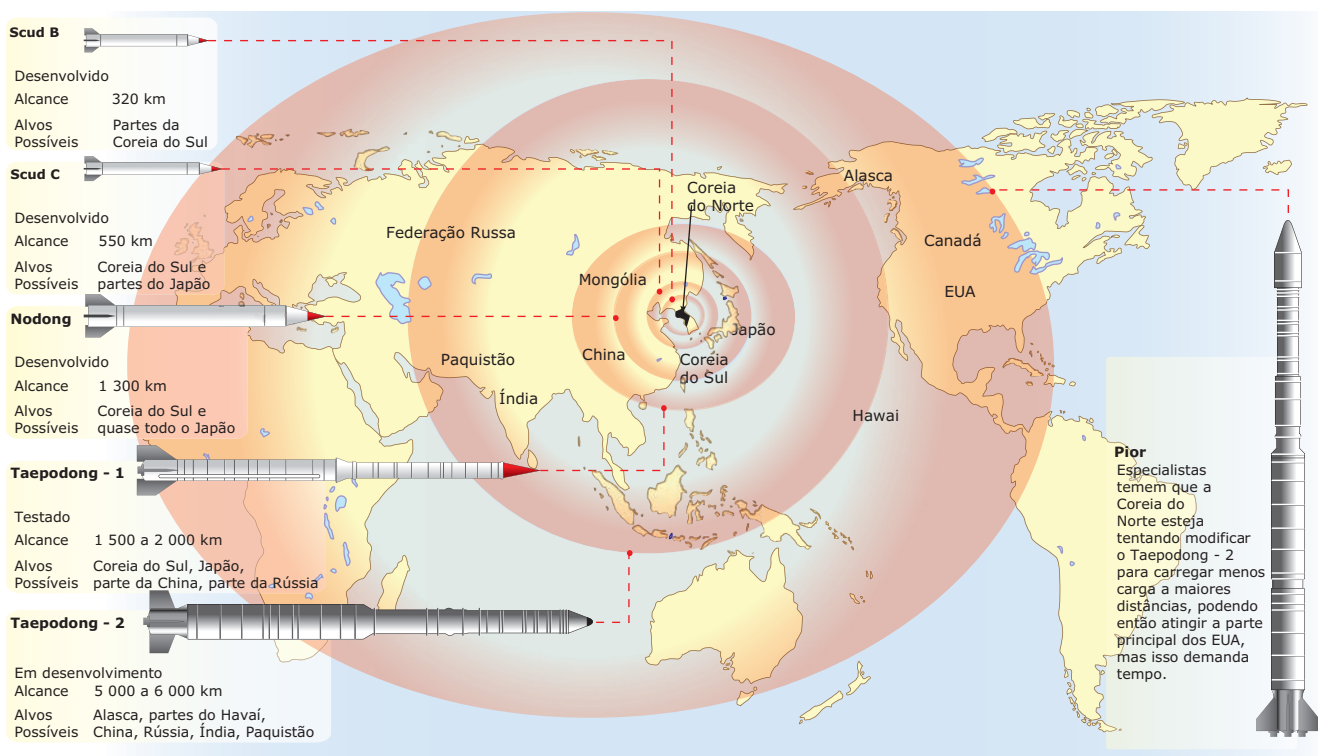 Scud B
Desenvolvido
Alcance 320 km
Alvos Partes da
Possíveis Coreia do Sul
Scud C
Desenvolvido
Alcance 550 km
Alvos Coreia do Sul e
Possíveis partes do Japão
Nodong
Desenvolvido
Alcance 1 300 km
Alvos Coreia do Sul e
Possíveis quase todo o Japão
Taepodong - 1
Testado
Alcance 1 500 a 2 000 km
Alvos Coreia do Sul, Japão,
Possíveis parte da China, parte da Rússia
Taepodong - 2
Em desenvolvimento
Alcance 5 000 a 6 000 km
Alvos Alasca, partes do Havaí,
Possíveis China, Rússia, Índia, Paquistão
Federação Russa
Mongólia
Coreia
do Norte
China
Japão
Coreia
do Sul
Paquistão
Índia
Alasca
Canadá
EUA
Hawai
Pior
Especialistas
temem que a
Coreia do
Norte esteja
tentando modificar
o Taepodong - 2
para carregar menos
carga a maiores
distâncias, podendo
então atingir a parte
principal dos EUA,
mas isso demanda
tempo.